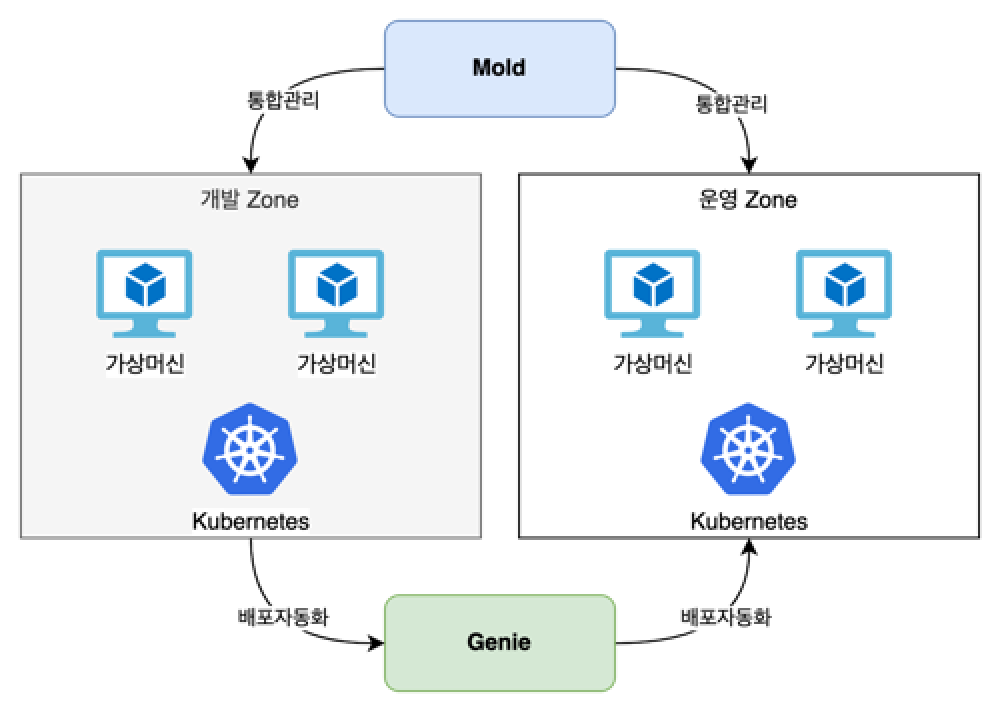 Mold
통합관리
통합관리
개발 Zone
운영 Zone
가상머신
가상머신
가상머신
가상머신
Kubernetes
Kubernetes
배포자동화
배포자동화
Genie